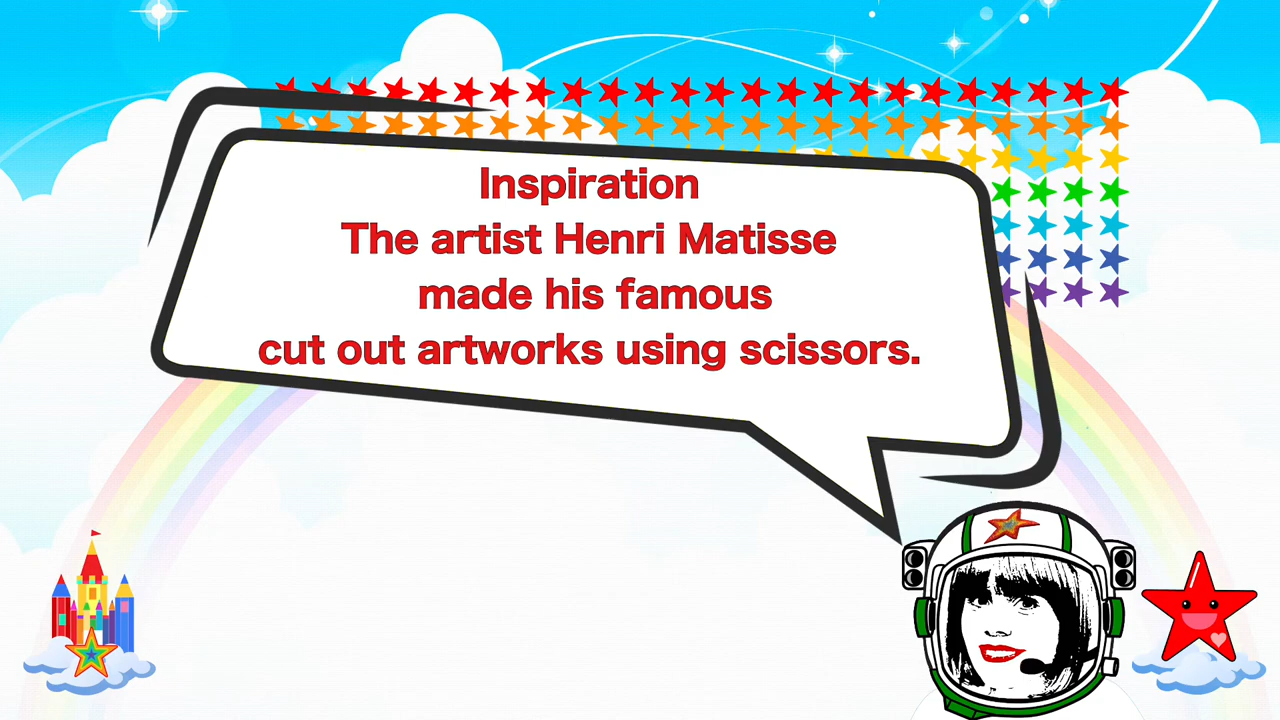 Inspiration
The artist Henri Matisse
made his famous
cut out artworks using scissors.